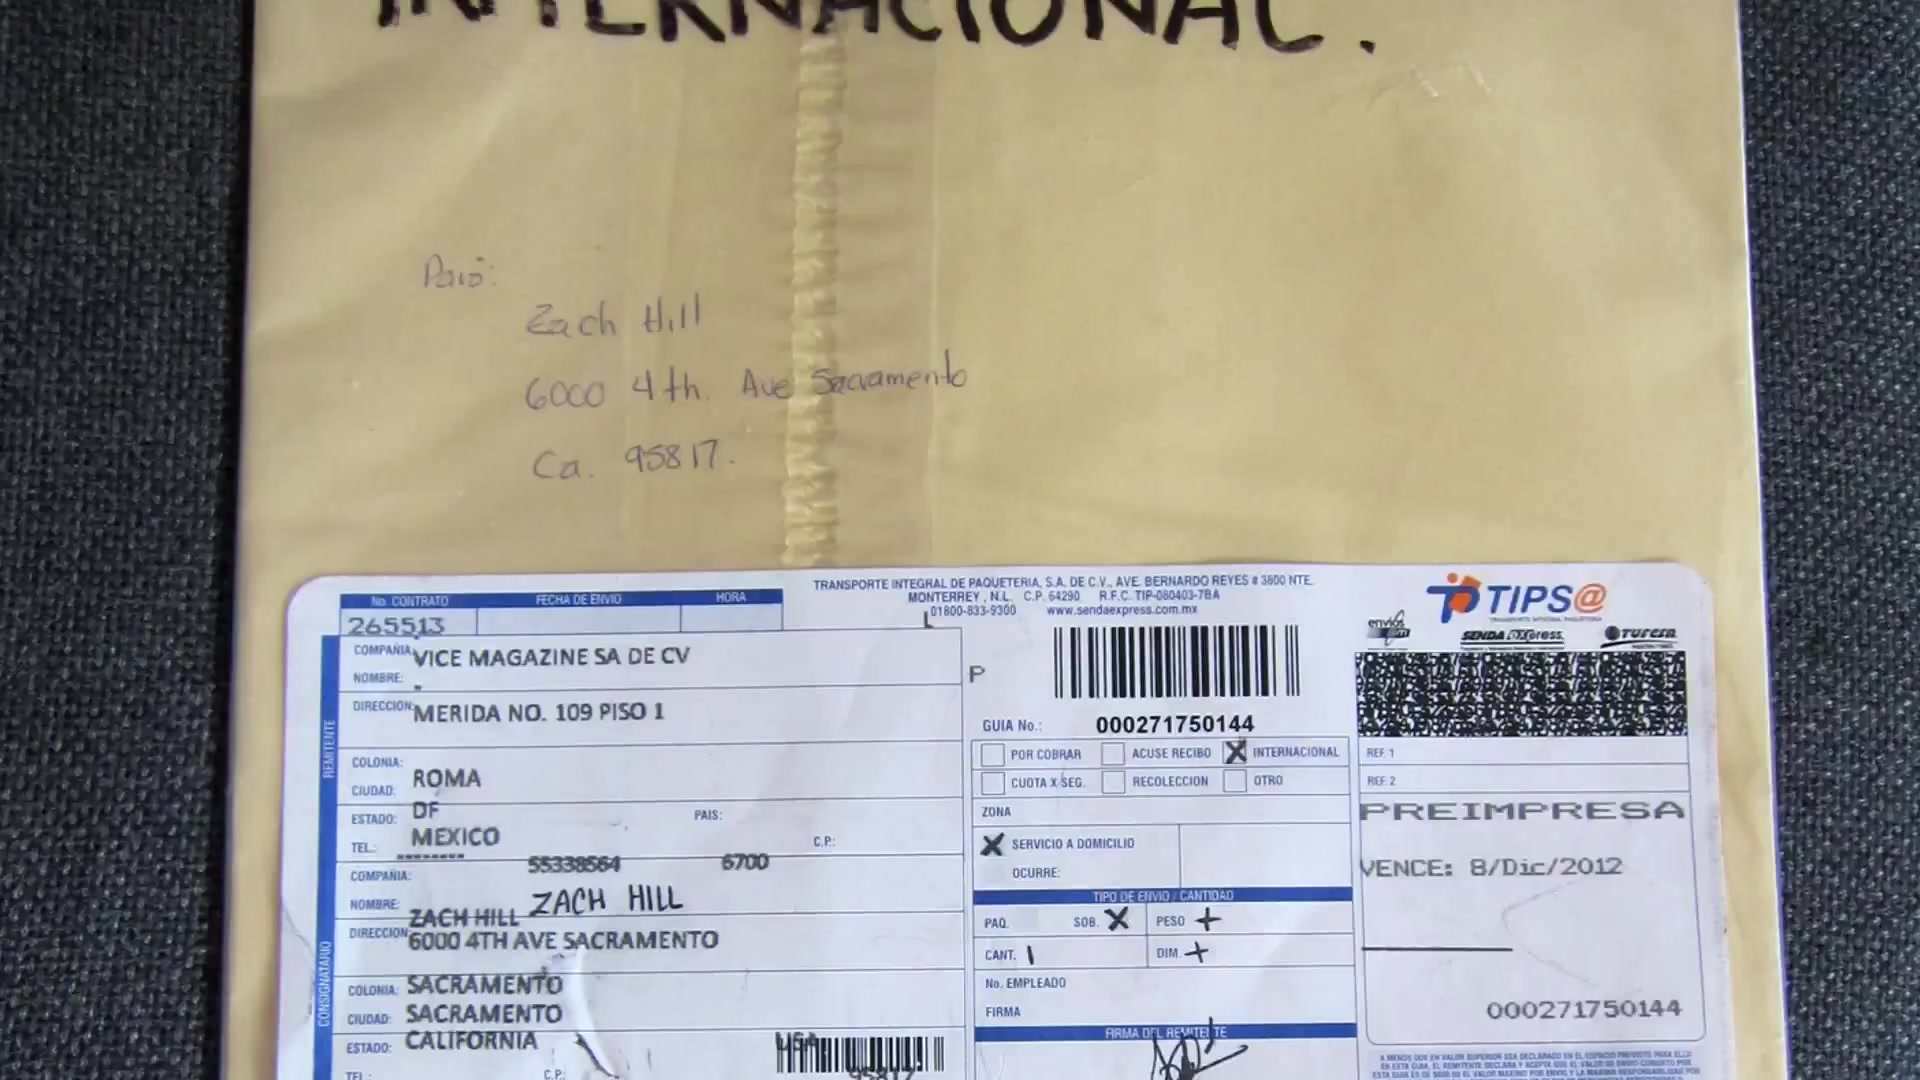 INTERNACIONAL.
Para:
Zach Hill
6000 4th. Ave Sacramento
Ca. 95817.
TRANSPORTE INTEGRAL DE PAQUETERIA, S.A. DE C.V., AVE. BERNARDO REYES # 3800 NTE.
MONTERREY, N.L. C.P. 64290 R.F.C. TIP-080403-7BA
01800-833-9300 www.sendaexpress.com.mx
No. CONTRATO FECHA DE ENVIO HORA
265513
REMITENTE
COMPAÑIA: VICE MAGAZINE SA DE CV
NOMBRE:
DIRECCION: MERIDA NO. 109 PISO 1
COLONIA:
CIUDAD: ROMA
ESTADO: DF PAIS:
TEL.: MEXICO C.P.:
55338564 6700
CONSIGNATARIO
COMPAÑIA:
NOMBRE: ZACH HILL ZACH HILL
DIRECCION: 6000 4TH AVE SACRAMENTO
COLONIA: SACRAMENTO
CIUDAD: SACRAMENTO
ESTADO: CALIFORNIA USA
TEL.: C.P.: 95817
P
GUIA No.: 000271750144
POR COBRAR ACUSE RECIBO X INTERNACIONAL
CUOTA X SEG. RECOLECCION OTRO
ZONA
X SERVICIO A DOMICILIO
OCURRE:
TIPO DE ENVIO / CANTIDAD
PAQ. SOB. X PESO +
CANT. 1 DIM. +
No. EMPLEADO
FIRMA
FIRMA DEL REMITENTE
TIPS@
TRANSPORTE INTEGRAL PAQUETERIA
envíos
SENDA EXpress. TURESA
REF. 1
REF. 2
PREIMPRESA
VENCE: 8/Dic/2012
000271750144